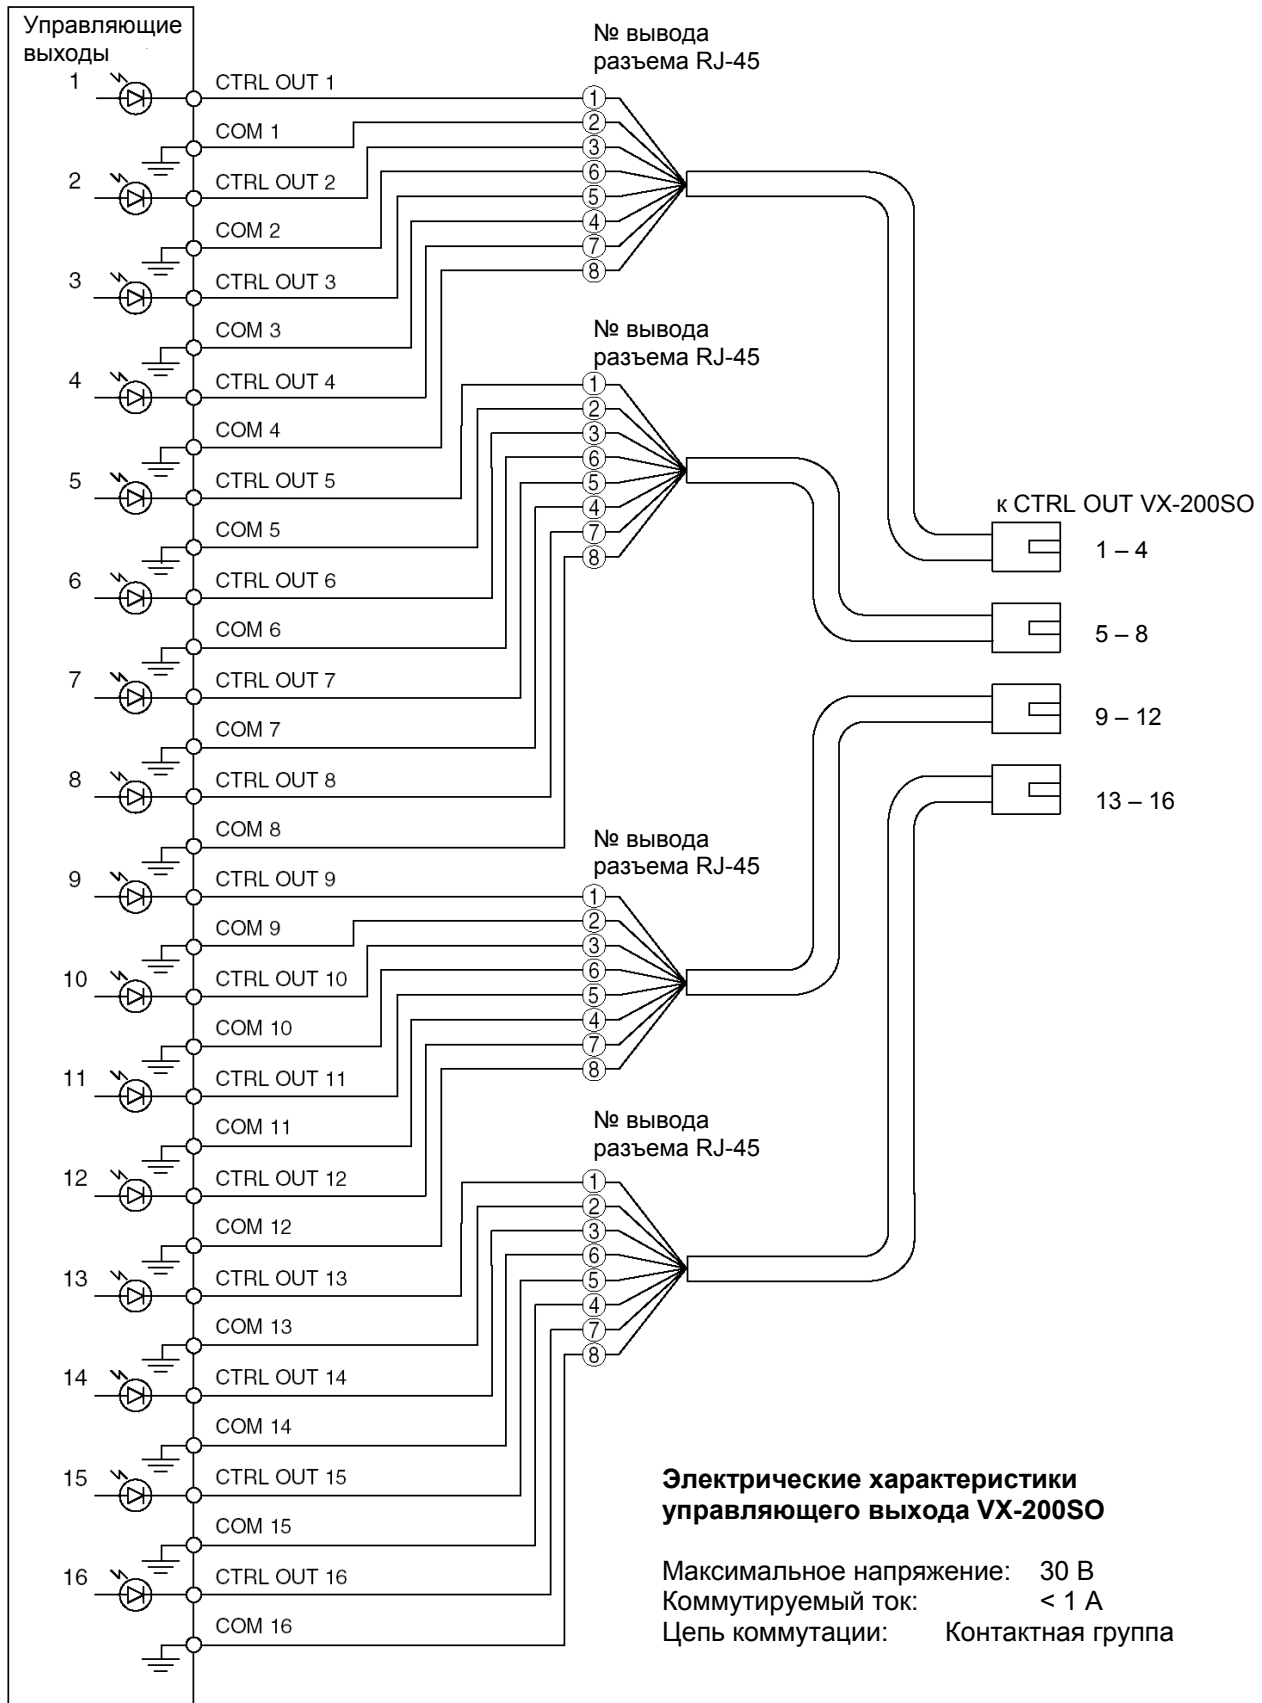 Управляющие
выходы
№ вывода
разъема RJ-45
1
CTRL OUT 1
1
COM 1
2
3
2
CTRL OUT 2
6
5
COM 2
4
7
3
CTRL OUT 3
8
COM 3
№ вывода
разъема RJ-45
4
CTRL OUT 4
1
2
COM 4
3
6
5
CTRL OUT 5
5
4
к CTRL OUT VX-200SO
COM 5
7
8
1 – 4
6
CTRL OUT 6
COM 6
5 – 8
7
CTRL OUT 7
9 – 12
COM 7
8
CTRL OUT 8
13 – 16
COM 8
№ вывода
разъема RJ-45
9
CTRL OUT 9
1
COM 9
2
3
10
CTRL OUT 10
6
5
COM 10
4
7
11
CTRL OUT 11
8
COM 11
№ вывода
разъема RJ-45
12
CTRL OUT 12
1
2
COM 12
3
6
13
CTRL OUT 13
5
4
COM 13
7
8
14
CTRL OUT 14
COM 14
15
CTRL OUT 15
Электрические характеристики
управляющего выхода VX-200SO
COM 15
16
CTRL OUT 16
Максимальное напряжение: 30 В
Коммутируемый ток: < 1 А
COM 16
Цепь коммутации: Контактная группа